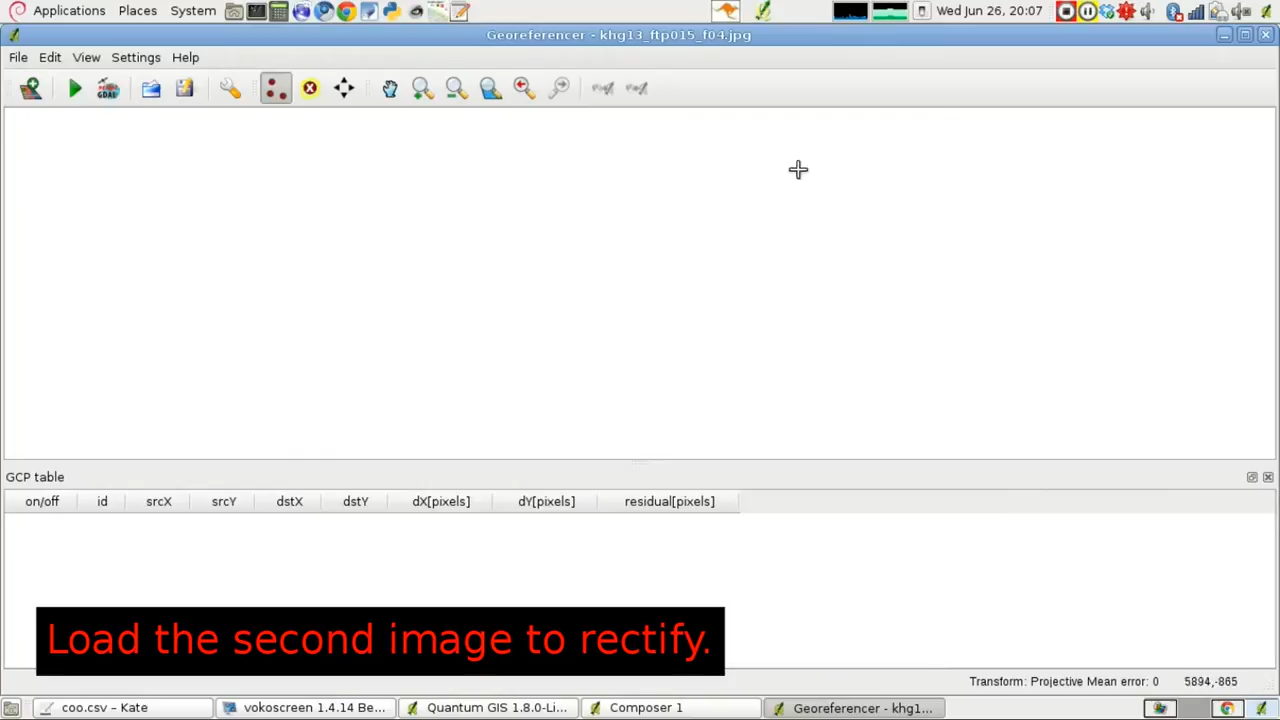 Applications Places System Wed Jun 26, 20:07
Georeferencer - khg13_ftp015_f04.jpg
File Edit View Settings Help
GDAL
GCP table
on/off id srcX srcY dstX dstY dX[pixels] dY[pixels] residual[pixels]
Load the second image to rectify.
Transform: Projective Mean error: 0 5894,-865
coo.csv – Kate vokoscreen 1.4.14 Be... Quantum GIS 1.8.0-Li... Composer 1 Georeferencer - khg1...